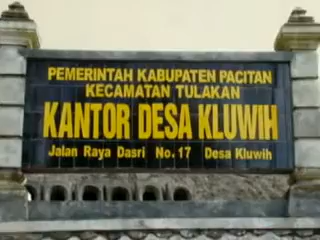 PEMERINTAH KABUPATEN PACITAN
KECAMATAN TULAKAN
KANTOR DESA KLUWIH
Jalan Raya Dasri No.17 Desa Kluwih